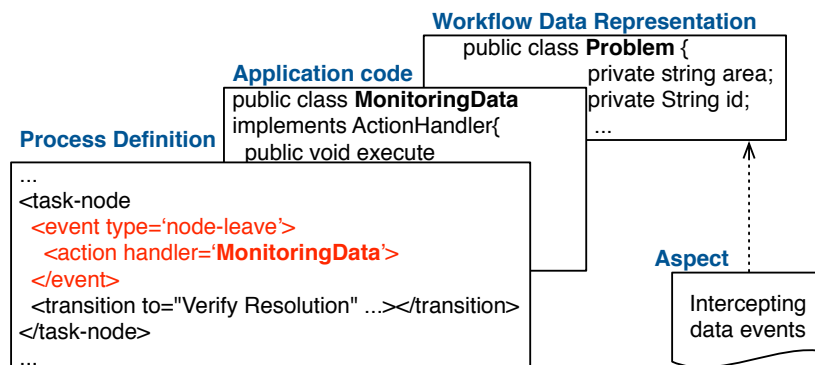 Workflow Data Representation
public class Problem {
private string area;
private String id;
...
Application code
public class MonitoringData
implements ActionHandler{
public void execute
Process Definition
...
<task-node
<event type=‘node-leave’>
<action handler=‘MonitoringData’>
</event>
<transition to="Verify Resolution" ...></transition>
</task-node>
...
Aspect
Intercepting
data events